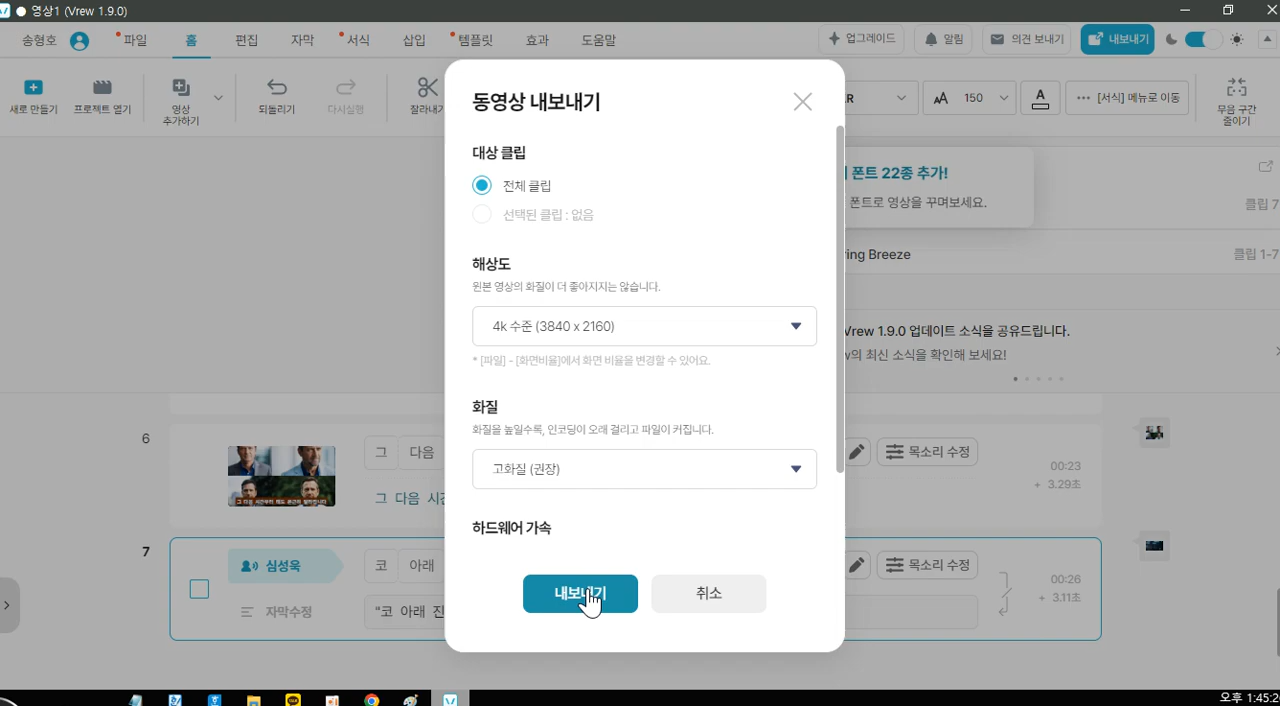 영상1 (Vrew 1.9.0)
송형호 파일 홈 편집 자막 서식 삽입 템플릿 효과 도움말 업그레이드 알림 의견 보내기 내보내기
새로 만들기 프로젝트 열기 영상 추가하기 되돌리기 다시실행 잘라내기 R 150 A ··· [서식] 메뉴로 이동 무음 구간 줄이기
동영상 내보내기
대상 클립
전체 클립
선택된 클립 : 없음
해상도
원본 영상의 화질이 더 좋아지지는 않습니다.
4k 수준 (3840 x 2160)
* [파일] - [화면비율]에서 화면 비율을 변경할 수 있어요.
화질
화질을 높일수록, 인코딩이 오래 걸리고 파일이 커집니다.
고화질 (권장)
하드웨어 가속
내보내기 취소
폰트 22종 추가!
폰트로 영상을 꾸며보세요.
클립 7
ing Breeze 클립 1-7
Vrew 1.9.0 업데이트 소식을 공유드립니다.
의 최신 소식을 확인해 보세요!
6 그 다음 목소리 수정 00:23
+ 3.29초
그 다음 시간
7 심성욱 코 아래 목소리 수정 00:26
+ 3.11초
자막수정 "코 아래 진
오후 1:45:2